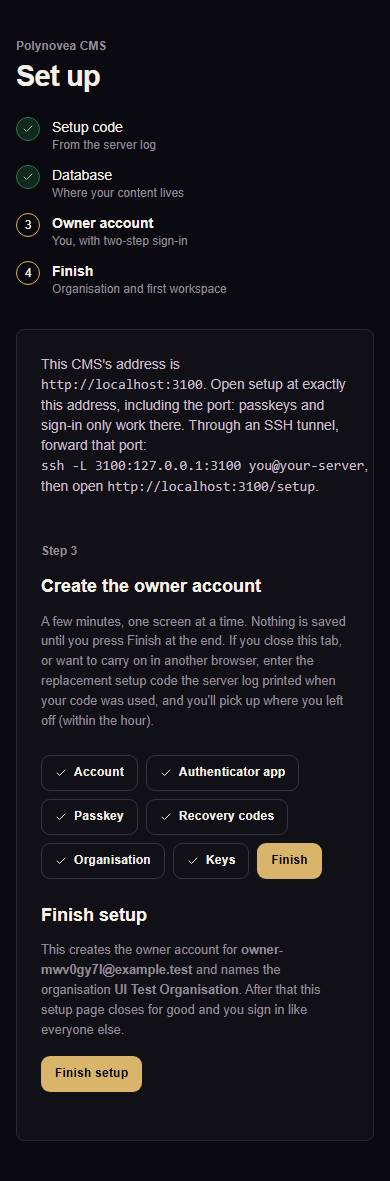 Polynovea CMS
Set up
Setup code
From the server log
Database
Where your content lives
3 Owner account
You, with two-step sign-in
4 Finish
Organisation and first workspace
This CMS's address is
http://localhost:3100. Open setup at exactly
this address, including the port: passkeys and
sign-in only work there. Through an SSH tunnel,
forward that port:
ssh -L 3100:127.0.0.1:3100 you@your-server,
then open http://localhost:3100/setup.
Step 3
Create the owner account
A few minutes, one screen at a time. Nothing is saved
until you press Finish at the end. If you close this tab,
or want to carry on in another browser, enter the
replacement setup code the server log printed when
your code was used, and you'll pick up where you left
off (within the hour).
Account Authenticator app
Passkey Recovery codes
Organisation Keys Finish
Finish setup
This creates the owner account for owner-
mwv0gy7l@example.test and names the
organisation UI Test Organisation. After that this
setup page closes for good and you sign in like
everyone else.
Finish setup